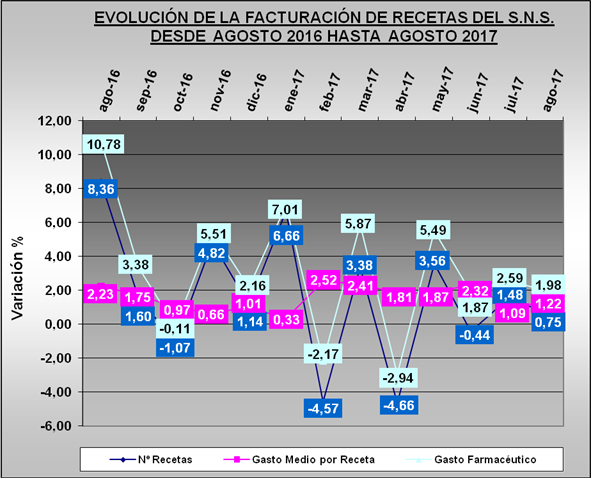 EVOLUCIÓN DE LA FACTURACIÓN DE RECETAS DEL S.N.S.
DESDE AGOSTO 2016 HASTA AGOSTO 2017
ago-16 sep-16 oct-16 nov-16 dic-16 ene-17 feb-17 mar-17 abr-17 may-17 jun-17 jul-17 ago-17
Variación %
12,00
10,00
8,00
6,00
4,00
2,00
0,00
-2,00
-4,00
-6,00
10,78 3,38 -0,11 5,51 2,16 7,01 -2,17 5,87 -2,94 5,49 1,87 2,59 1,98
8,36 1,60 -1,07 4,82 1,14 6,66 -4,57 3,38 -4,66 3,56 -0,44 1,48 0,75
2,23 1,75 0,97 0,66 1,01 0,33 2,52 2,41 1,81 1,87 2,32 1,09 1,22
Nº Recetas Gasto Medio por Receta Gasto Farmacéutico